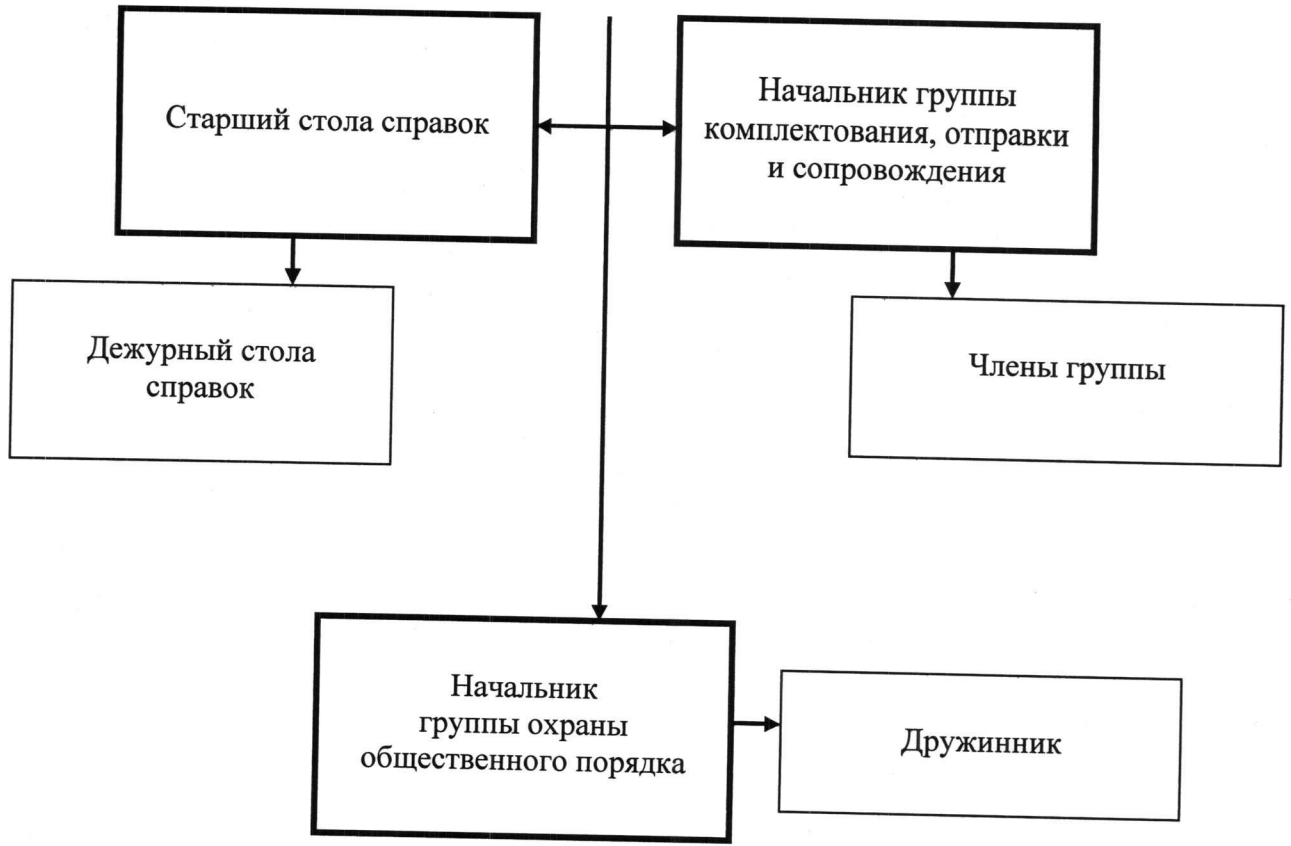 Старший стола справок
Начальник группы
комплектования, отправки
и сопровождения
Дежурный стола
справок
Члены группы
Начальник
группы охраны
общественного порядка
Дружинник